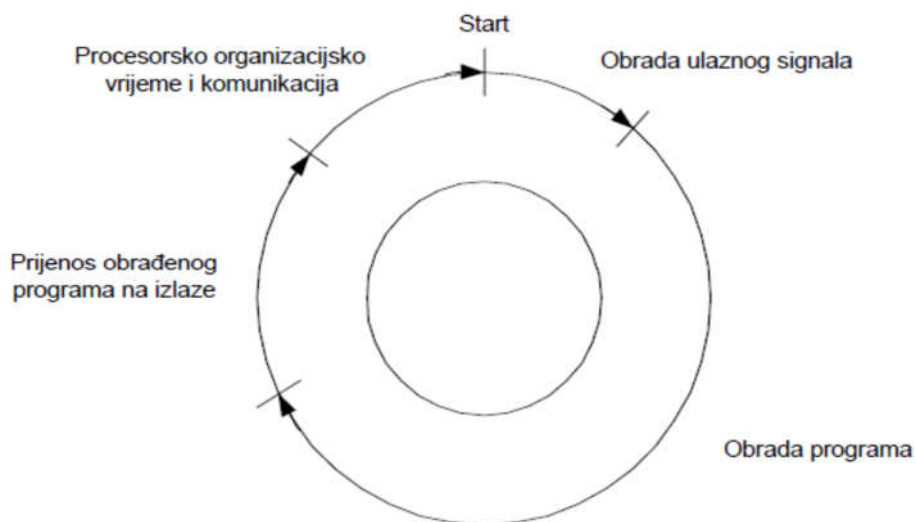 Start
Procesorsko organizacijsko
vrijeme i komunikacija
Obrada ulaznog signala
Prijenos obrađenog
programa na izlaze
Obrada programa